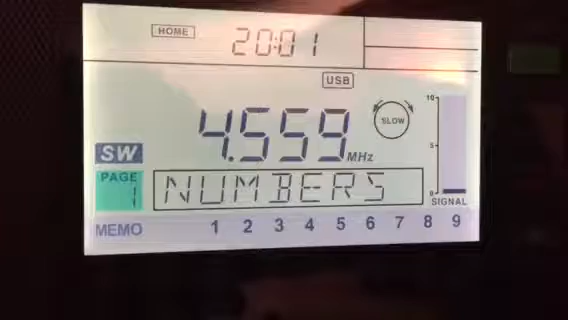 HOME 20:01
USB
4.559 MHz
SLOW
10
5
0
SIGNAL
SW
PAGE 1
NUMBERS
MEMO 1 2 3 4 5 6 7 8 9